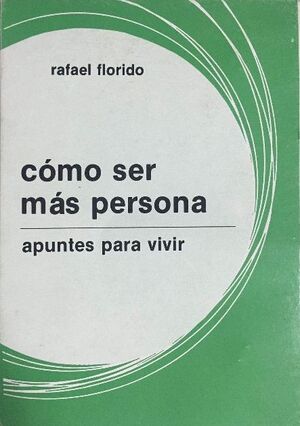 rafael florido
cómo ser
más persona
apuntes para vivir